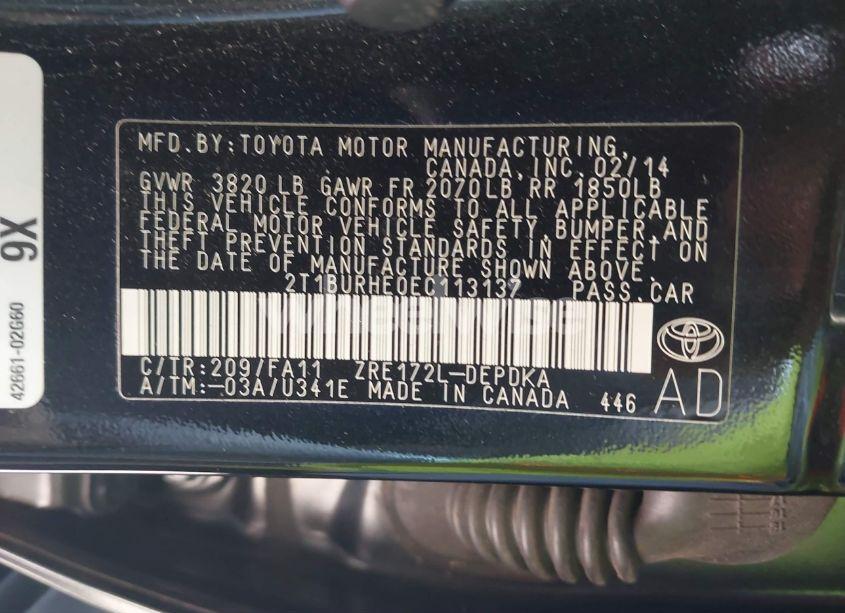 MFD.BY:TOYOTA MOTOR MANUFACTURING,
CANADA,INC. 02/14
GVWR 3820 LB GAWR FR 2070LB RR 1850LB
THIS VEHICLE CONFORMS TO ALL APPLICABLE
FEDERAL MOTOR VEHICLE SAFETY,BUMPER,AND
THEFT PREVENTION STANDARDS IN EFFECT ON
THE DATE OF MANUFACTURE SHOWN ABOVE.
2T1BURHE0EC113137 PASS.CAR
C/TR:209/FA11 ZRE172L-DEPDKA
A/TM:-03A/U341E MADE IN CANADA 446
AD
9X
42661-02G60